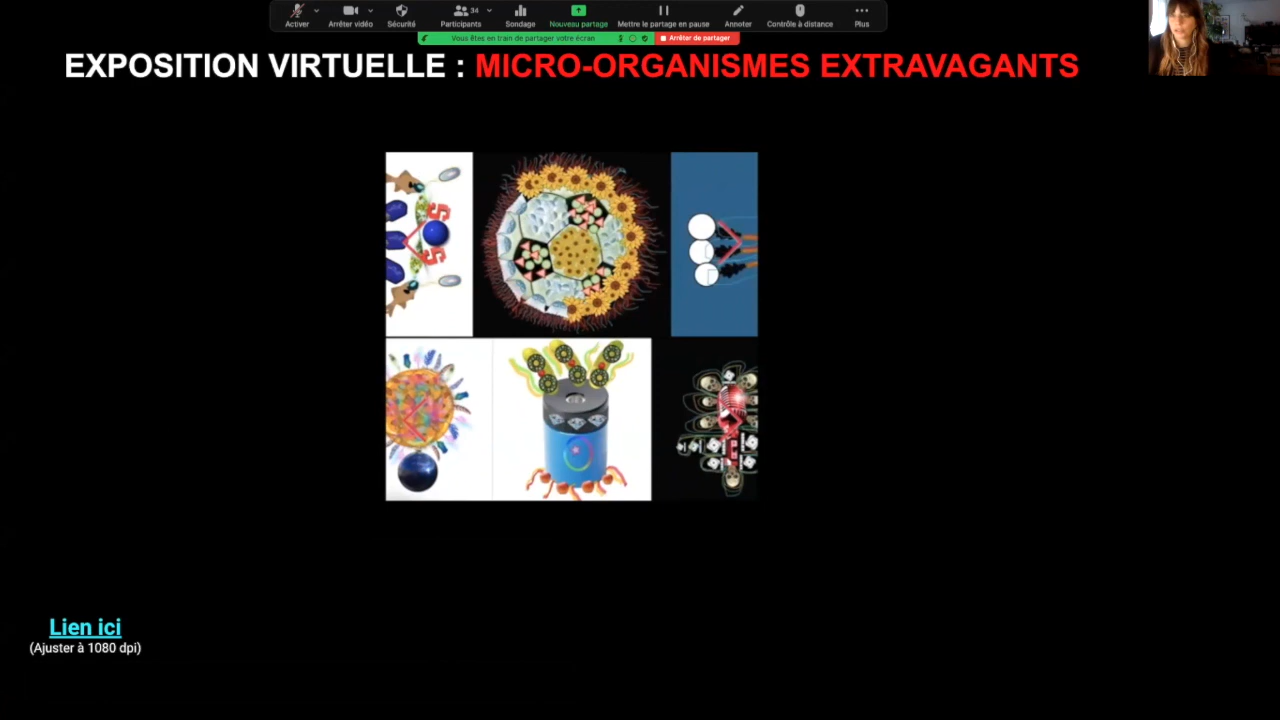 Activer
Arrêter vidéo
Sécurité
34
Participants
Sondage
Nouveau partage
Mettre le partage en pause
Annoter
Contrôle à distance
Plus
Vous êtes en train de partager votre écran
Arrêter de partager
EXPOSITION VIRTUELLE : MICRO-ORGANISMES EXTRAVAGANTS
Lien ici
(Ajuster à 1080 dpi)